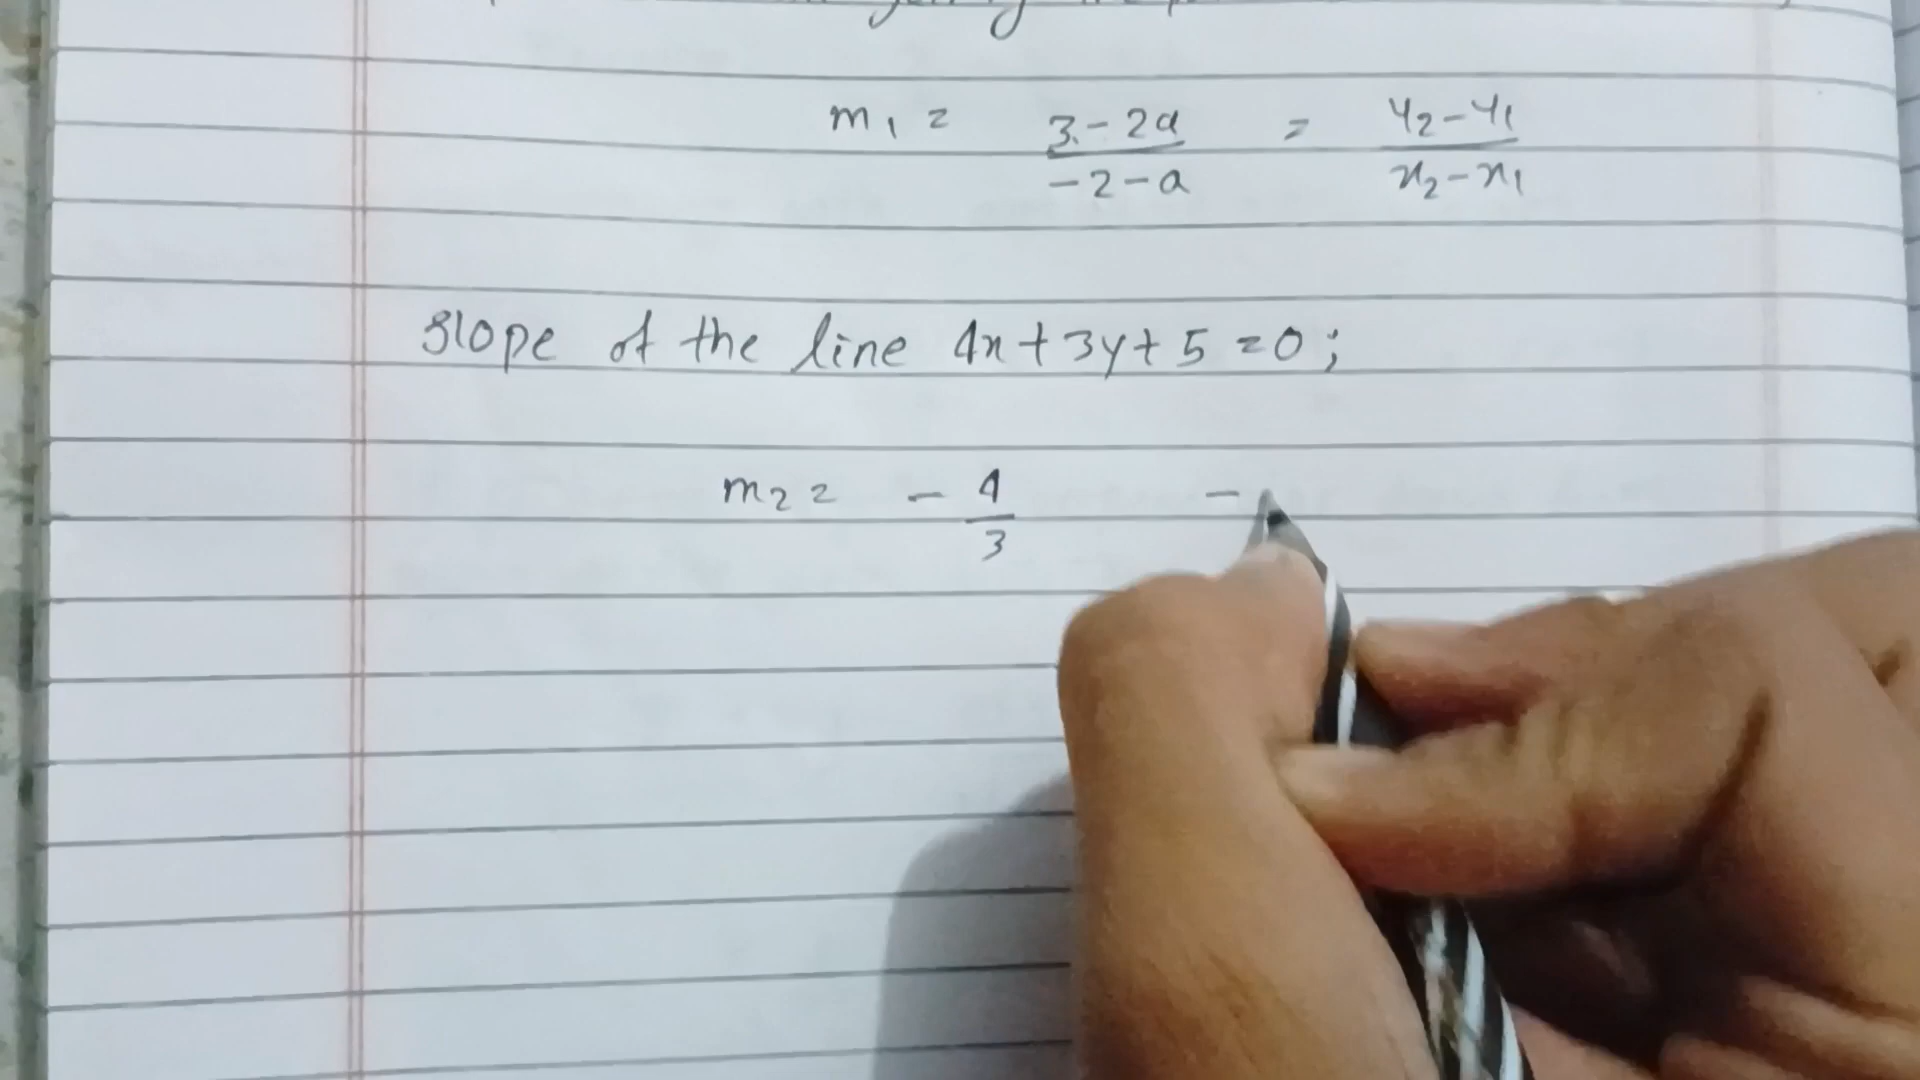 m1 = 3-2a/-2-a = y2-y1/x2-x1
slope of the line 4x+3y+5=0;
m2 = -4/3 -